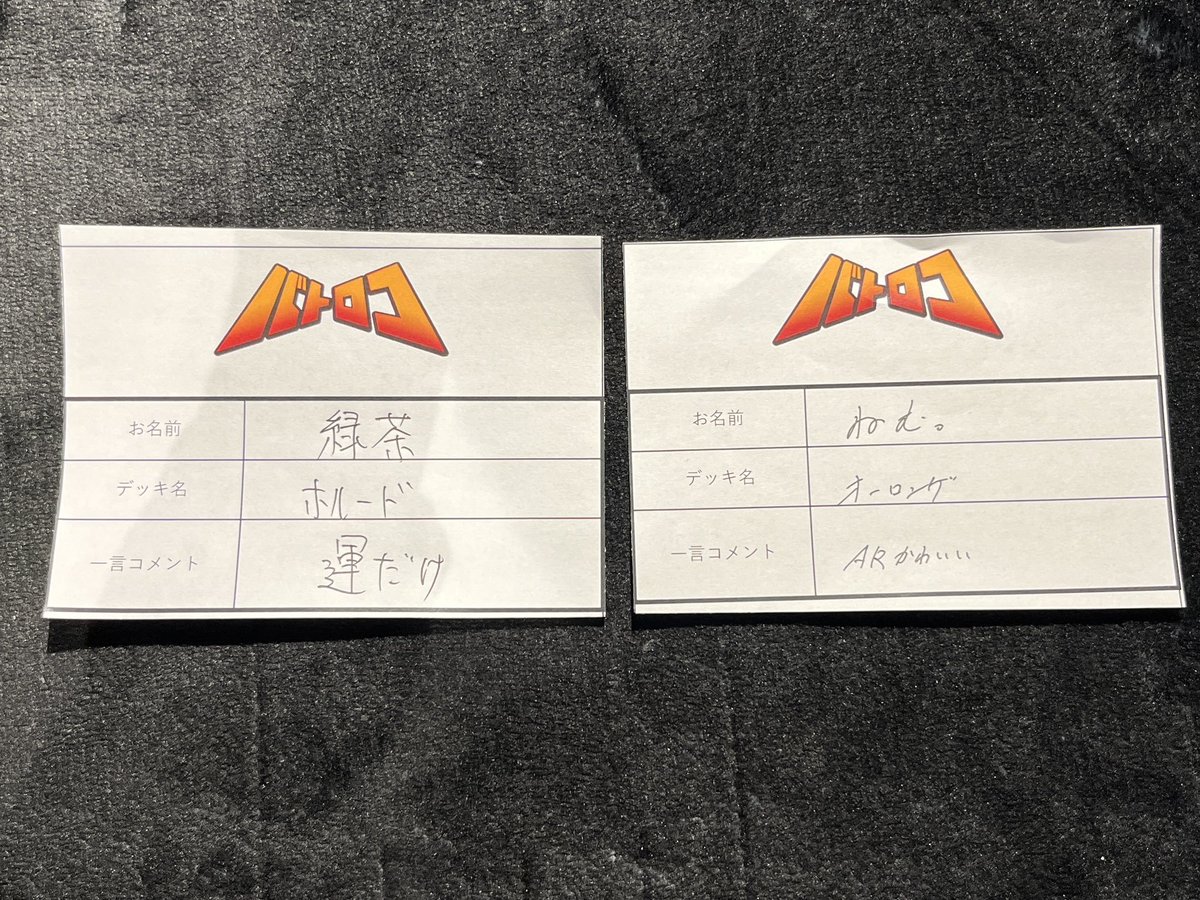 バトロコ
お名前 緑茶
デッキ名 ホルード
一言コメント 運だけ
バトロコ
お名前 ねむ。
デッキ名 オーロンゲ
一言コメント ARかわいい